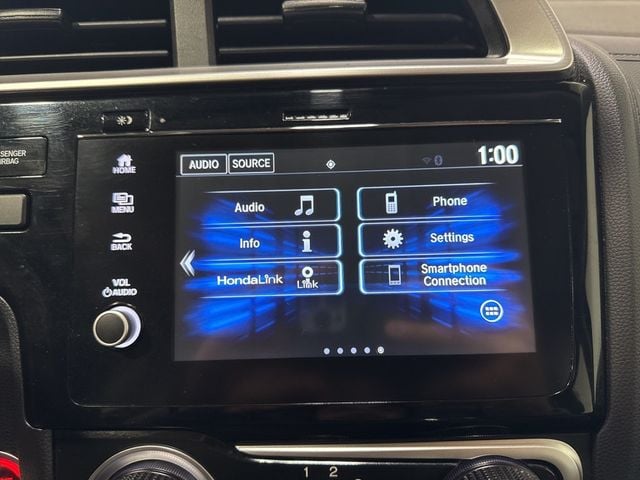 PASSENGER
AIRBAG
HOME
MENU
BACK
VOL
AUDIO
AUDIO SOURCE
1:00
Audio
Phone
Info
Settings
HondaLink
Link
Smartphone
Connection
1 2